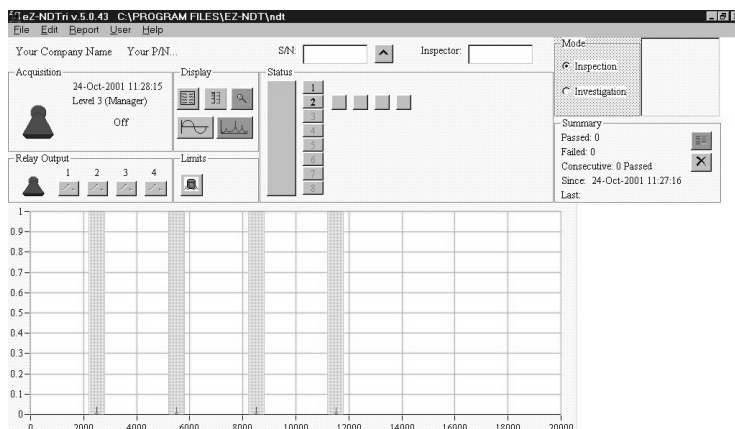 eZ-NDTri v.5.0.43 C:\PROGRAM FILES\EZ-NDT\ndt
File Edit Report User Help
Your Company Name Your P/N... S/N: Inspector:
Mode
Inspection
Investigation
Acquisition
24-Oct-2001 11:28:15
Level 3 (Manager)
Off
Display
Status
1
2
3
4
5
6
7
8
Relay Output
1 2 3 4
Limits
Summary
Passed: 0
Failed: 0
Consecutive: 0 Passed
Since: 24-Oct-2001 11:27:16
Last:
1
0.9
0.8
0.7
0.6
0.5
0.4
0.3
0.2
0.1
0
0 2000 4000 6000 8000 10000 12000 14000 16000 18000 20000